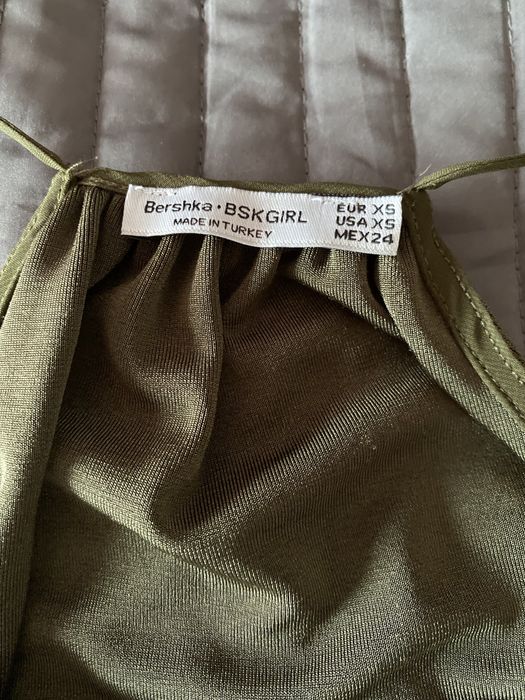 Bershka • BSKGIRL
MADE IN TURKEY
EUR XS
USA XS
MEX 24